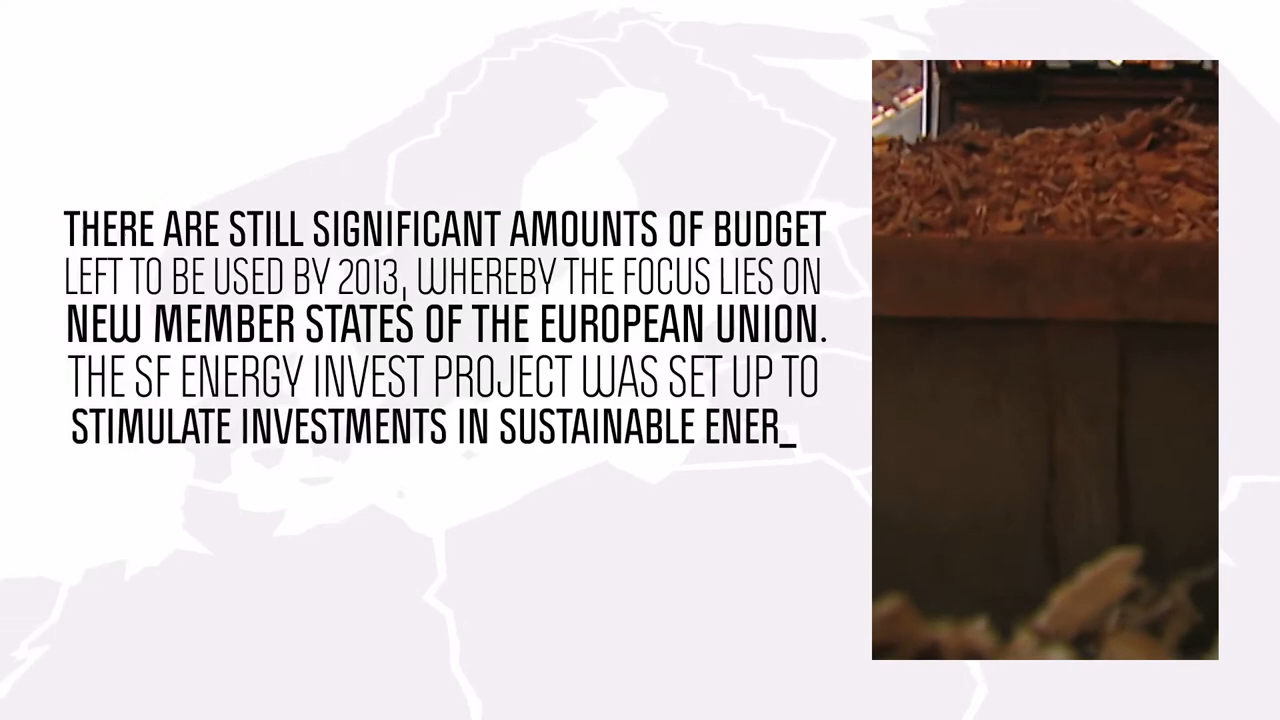 THERE ARE STILL SIGNIFICANT AMOUNTS OF BUDGET
LEFT TO BE USED BY 2013, WHEREBY THE FOCUS LIES ON
NEW MEMBER STATES OF THE EUROPEAN UNION.
THE SF ENERGY INVEST PROJECT WAS SET UP TO
STIMULATE INVESTMENTS IN SUSTAINABLE ENER_